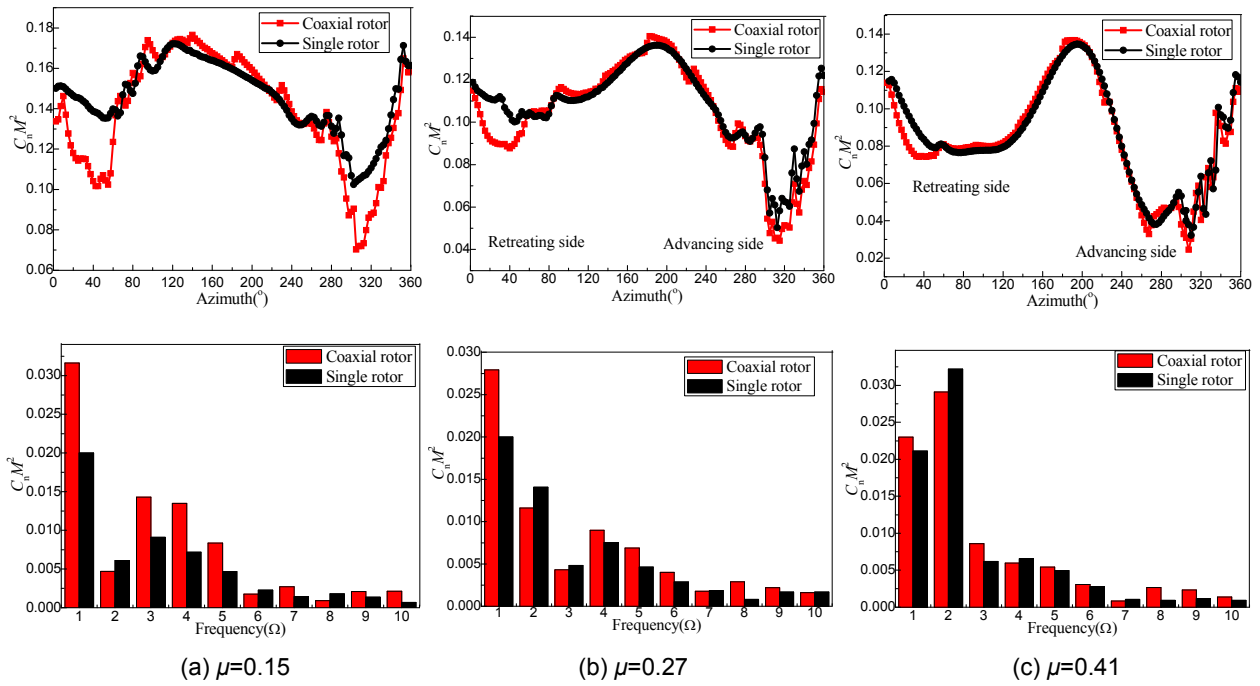 Coaxial rotor
Single rotor
CₙM²
0.18
0.16
0.14
0.12
0.10
0.08
0.06
0 40 80 120 160 200 240 280 320 360
Azimuth(°)
Coaxial rotor
Single rotor
CₙM²
0.14
0.12
0.10
0.08
0.06
0.04
Retreating side
Advancing side
0 40 80 120 160 200 240 280 320 360
Azimuth(°)
Coaxial rotor
Single rotor
CₙM²
0.14
0.12
0.10
0.08
0.06
0.04
0.02
Retreating side
Advancing side
0 40 80 120 160 200 240 280 320 360
Azimuth(°)
Coaxial rotor
Single rotor
CₙM²
0.030
0.025
0.020
0.015
0.010
0.005
0.000
1 2 3 4 5 6 7 8 9 10
Frequency(Ω)
(a) μ=0.15
Coaxial rotor
Single rotor
CₙM²
0.030
0.025
0.020
0.015
0.010
0.005
0.000
1 2 3 4 5 6 7 8 9 10
Frequency(Ω)
(b) μ=0.27
Coaxial rotor
Single rotor
CₙM²
0.030
0.025
0.020
0.015
0.010
0.005
0.000
1 2 3 4 5 6 7 8 9 10
Frequency(Ω)
(c) μ=0.41